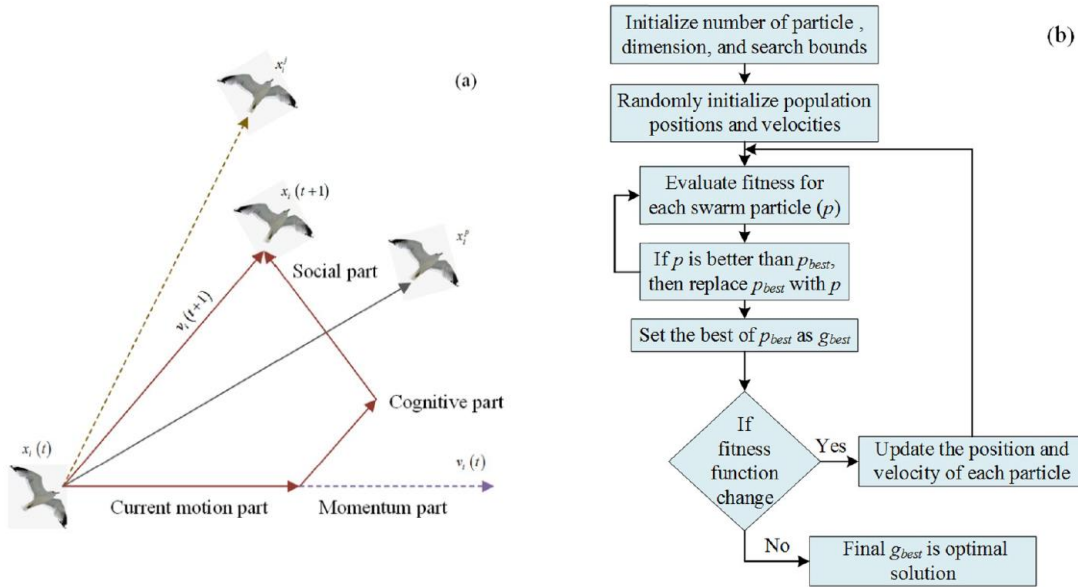 (a)
x_i^j
x_i (t+1)
x_i^p
Social part
v_i (t+1)
Cognitive part
x_i (t)
v_i (t)
Current motion part
Momentum part
(b)
Initialize number of particle ,
dimension, and search bounds
Randomly initialize population
positions and velocities
Evaluate fitness for
each swarm particle (p)
If p is better than p_best,
then replace p_best with p
Set the best of p_best as g_best
If
fitness
function
change
Yes
Update the position and
velocity of each particle
No
Final g_best is optimal
solution